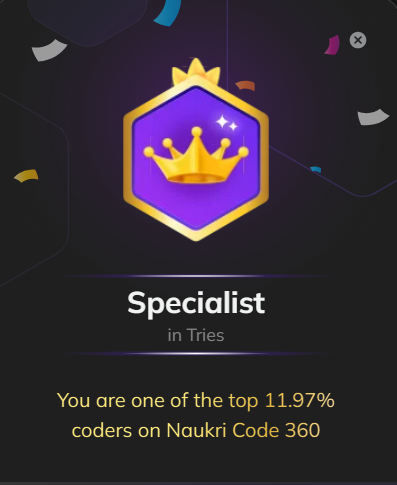 Specialist
in Tries
You are one of the top 11.97%
coders on Naukri Code 360